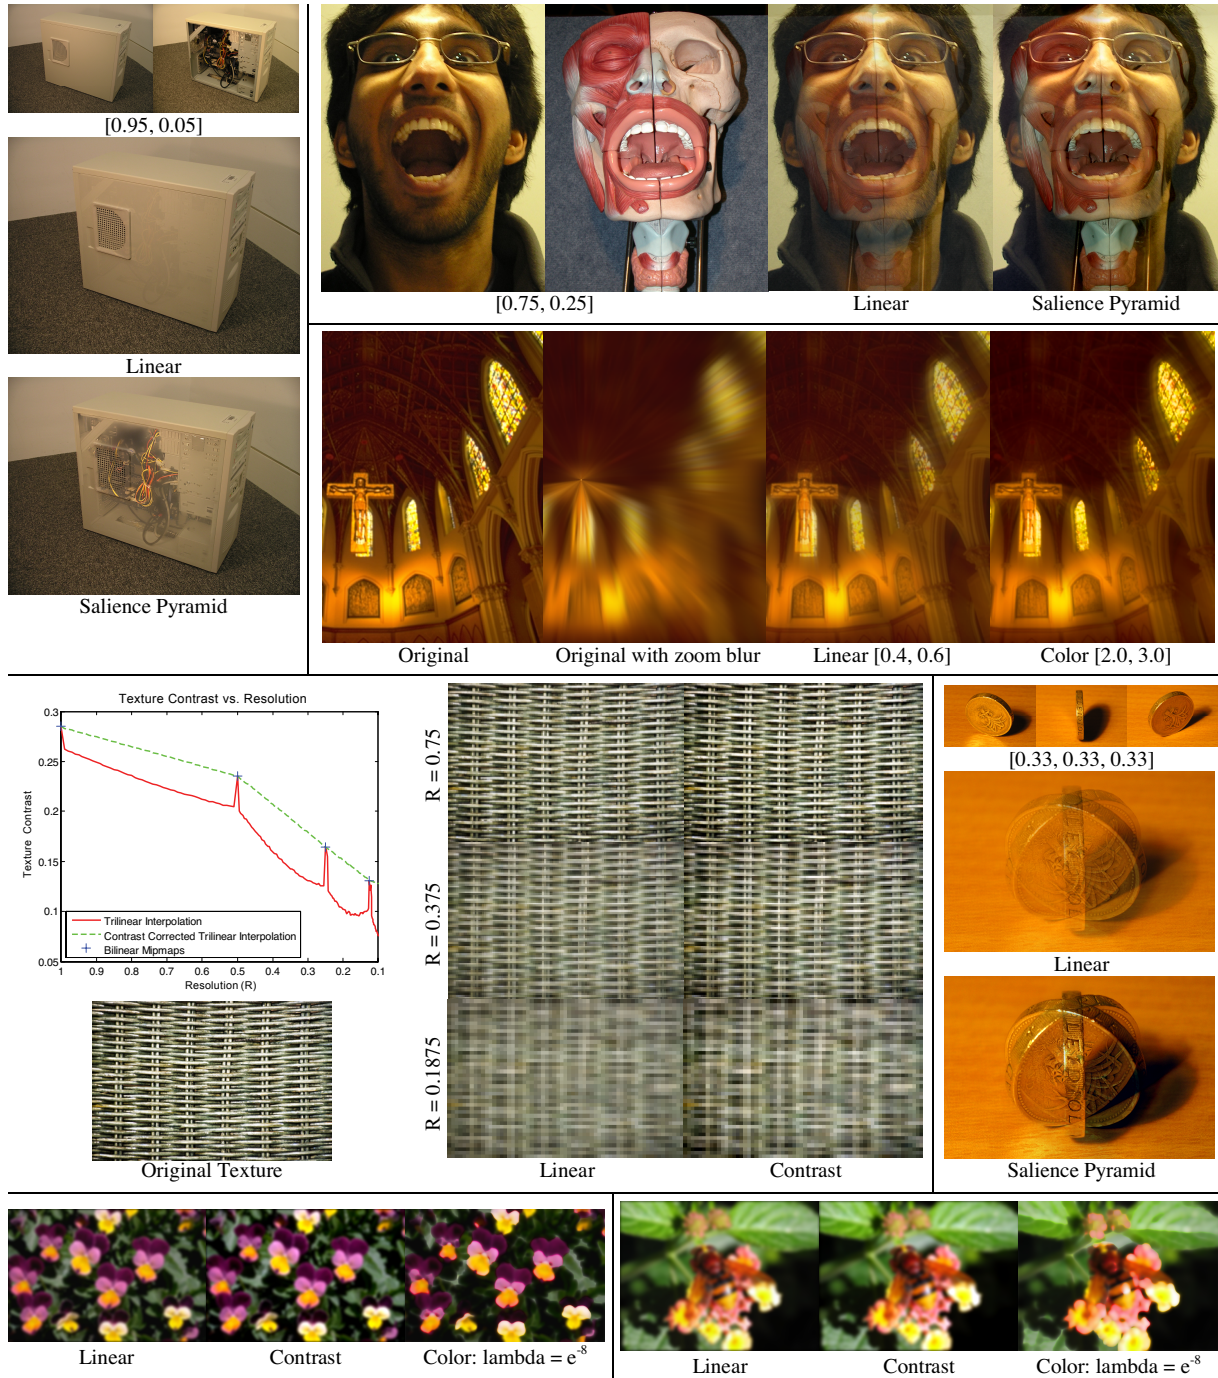 [0.95, 0.05]
Linear
Salience Pyramid
[0.75, 0.25]
Linear
Salience Pyramid
Original
Original with zoom blur
Linear [0.4, 0.6]
Color [2.0, 3.0]
Texture Contrast vs. Resolution
0.3
0.25
0.2
0.15
0.1
0.05
Texture Contrast
Trilinear Interpolation
Contrast Corrected Trilinear Interpolation
Bilinear Mipmaps
1 0.9 0.8 0.7 0.6 0.5 0.4 0.3 0.2 0.1
Resolution (R)
Original Texture
R = 0.75
R = 0.375
R = 0.1875
Linear
Contrast
[0.33, 0.33, 0.33]
Linear
Salience Pyramid
Linear
Contrast
Color: lambda = e^-8
Linear
Contrast
Color: lambda = e^-8